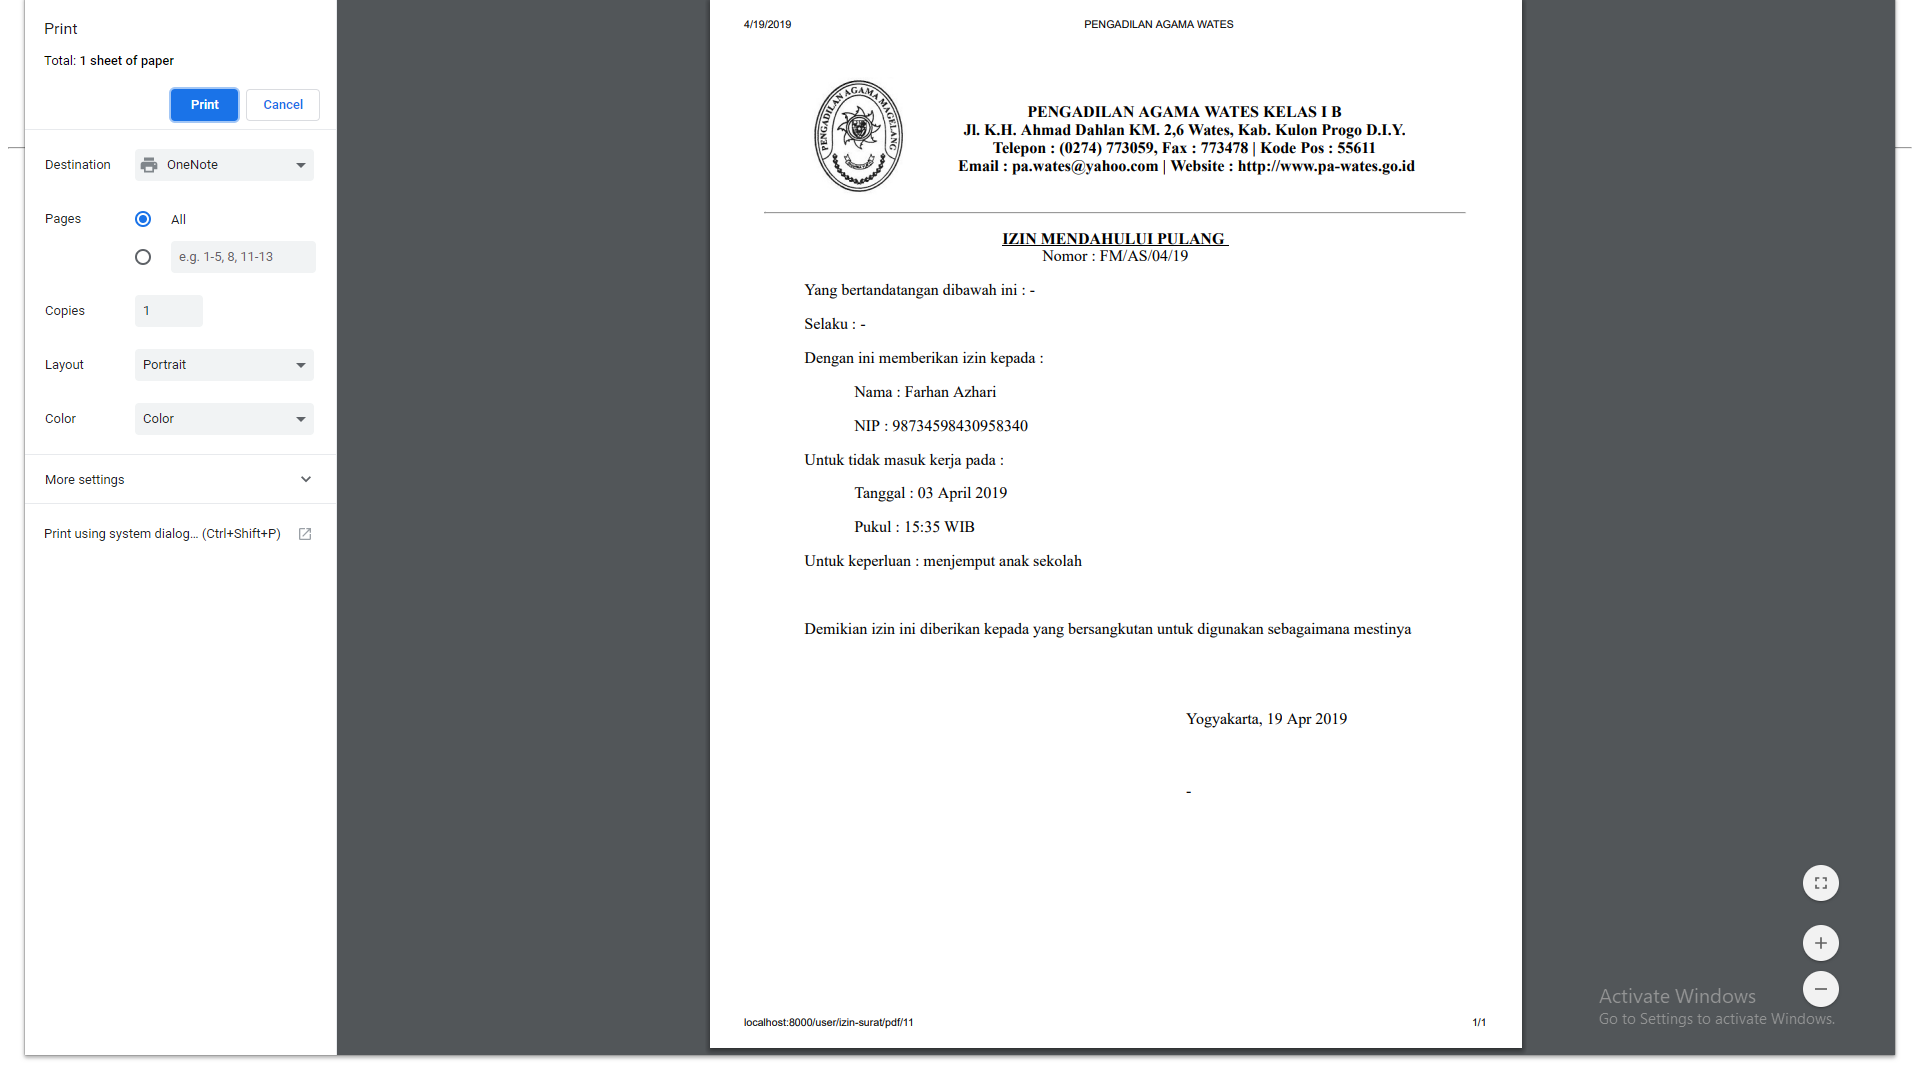 Print
Total: 1 sheet of paper
Print
Cancel
Destination
OneNote
Pages
All
e.g. 1-5, 8, 11-13
Copies
1
Layout
Portrait
Color
Color
More settings
Print using system dialog... (Ctrl+Shift+P)
4/19/2019
PENGADILAN AGAMA WATES
PENGADILAN AGAMA MAGELANG
PENGADILAN AGAMA WATES KELAS I B
Jl. K.H. Ahmad Dahlan KM. 2,6 Wates, Kab. Kulon Progo D.I.Y.
Telepon : (0274) 773059, Fax : 773478 | Kode Pos : 55611
Email : pa.wates@yahoo.com | Website : http://www.pa-wates.go.id
IZIN MENDAHULUI PULANG
Nomor : FM/AS/04/19
Yang bertandatangan dibawah ini : -
Selaku : -
Dengan ini memberikan izin kepada :
Nama : Farhan Azhari
NIP : 98734598430958340
Untuk tidak masuk kerja pada :
Tanggal : 03 April 2019
Pukul : 15:35 WIB
Untuk keperluan : menjemput anak sekolah
Demikian izin ini diberikan kepada yang bersangkutan untuk digunakan sebagaimana mestinya
Yogyakarta, 19 Apr 2019
-
localhost:8000/user/izin-surat/pdf/11
1/1
Activate Windows
Go to Settings to activate Windows.